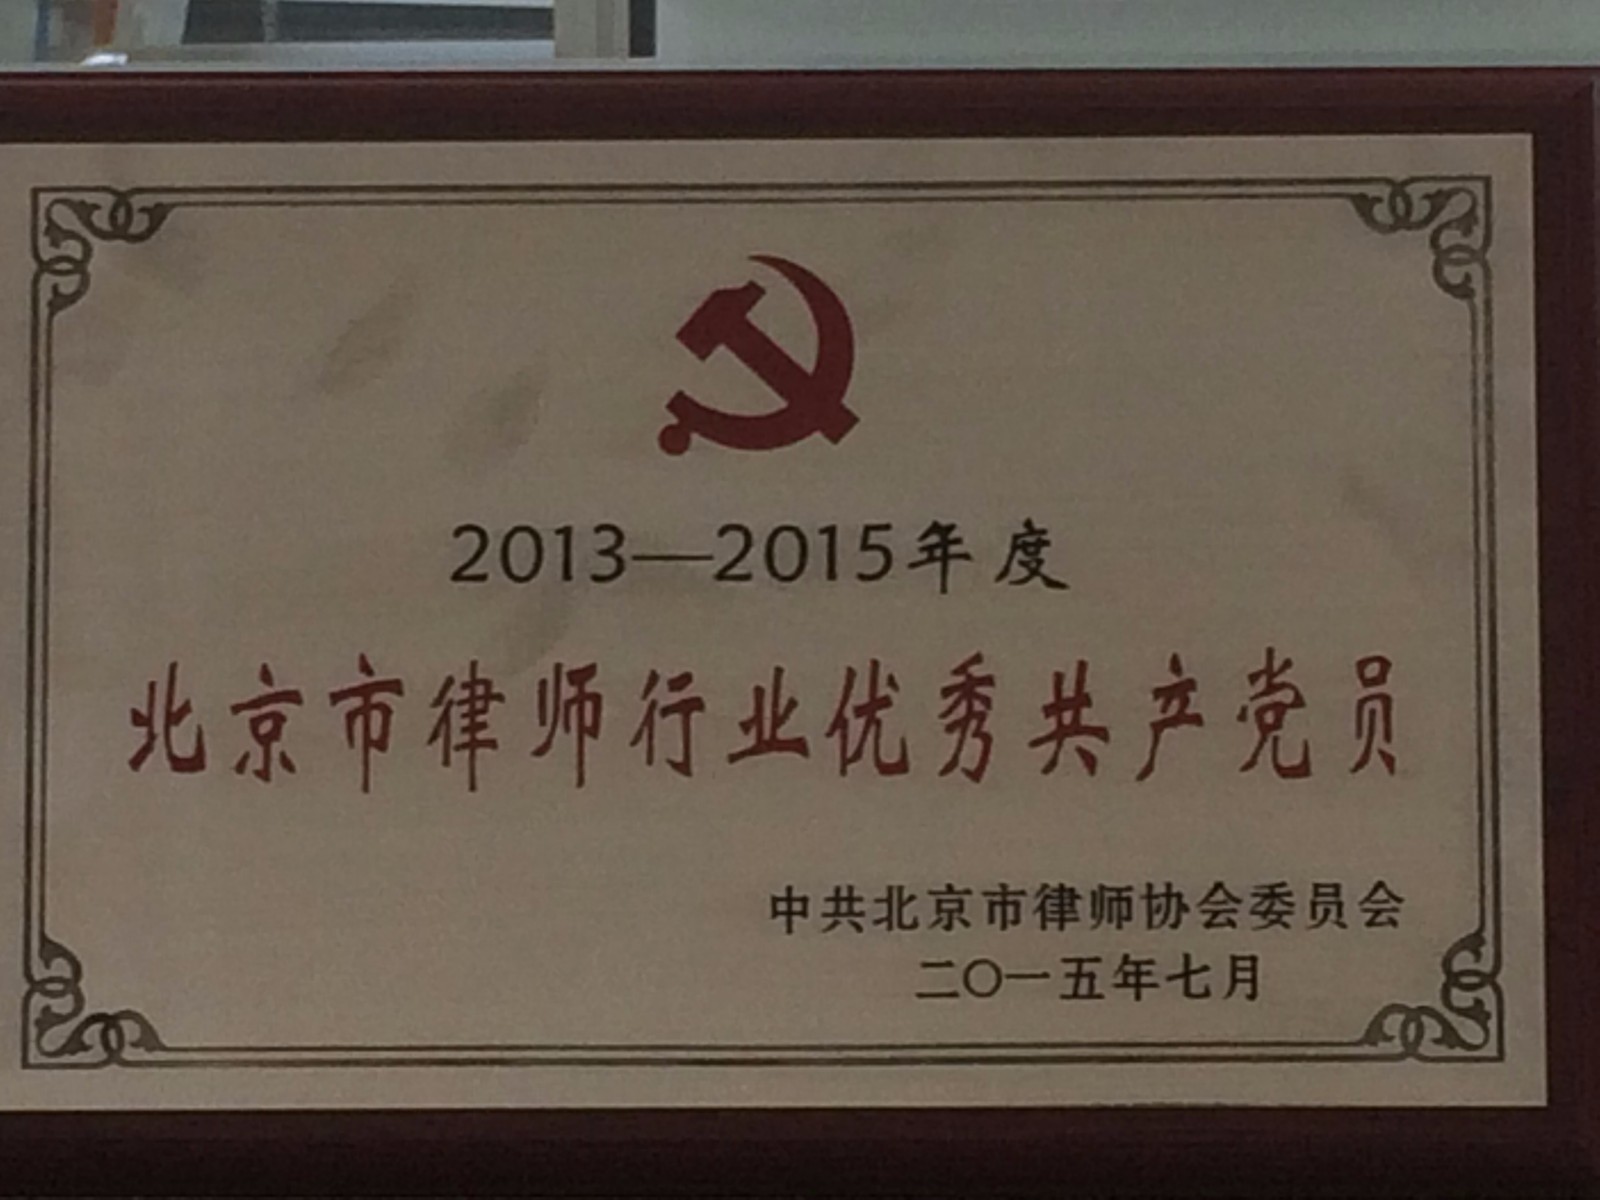 2013—2015年度
北京市律师行业优秀共产党员
中共北京市律师协会委员会
二〇一五年七月